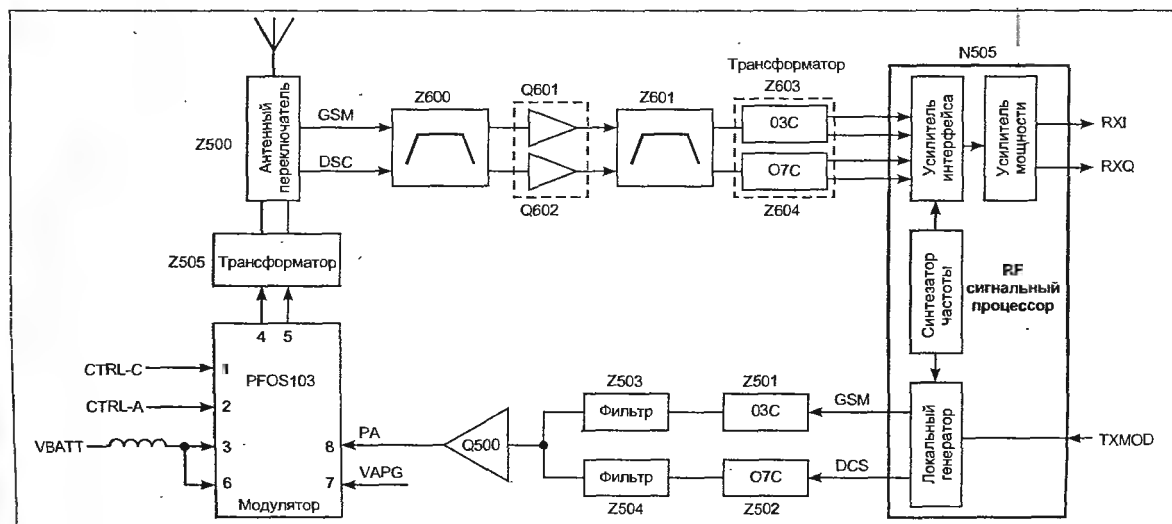 N505
Трансформатор
Z600
Q601
Z601
Z603
Z500
Антенный
переключатель
GSM
DSC
03C
O7C
Q602
Z604
Усилитель
интерфейса
Усилитель
мощности
RXI
RXQ
Z505
Трансформатор
Синтезатор
частоты
RF
сигнальный
процессор
4
5
PFOS103
CTRL-C
1
CTRL-A
2
VBATT
3
6
8
7
Модулятор
PA
VAPG
Q500
Z503
Фильтр
Z501
03C
GSM
Фильтр
Z504
O7C
Z502
DCS
Локальный
генератор
TXMOD